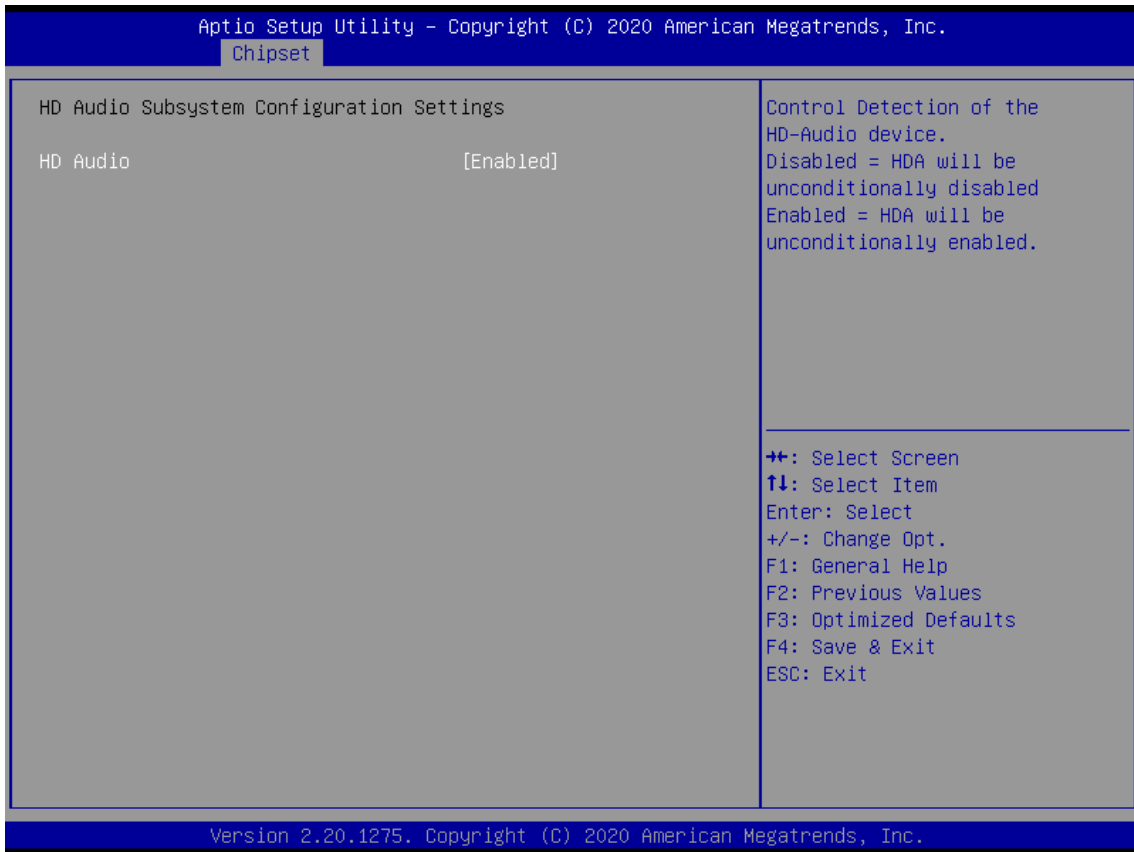 Aptio Setup Utility – Copyright (C) 2020 American Megatrends, Inc.
Chipset
HD Audio Subsystem Configuration Settings
HD Audio [Enabled]
Control Detection of the
HD-Audio device.
Disabled = HDA will be
unconditionally disabled
Enabled = HDA will be
unconditionally enabled.
→←: Select Screen
↑↓: Select Item
Enter: Select
+/-: Change Opt.
F1: General Help
F2: Previous Values
F3: Optimized Defaults
F4: Save & Exit
ESC: Exit
Version 2.20.1275. Copyright (C) 2020 American Megatrends, Inc.